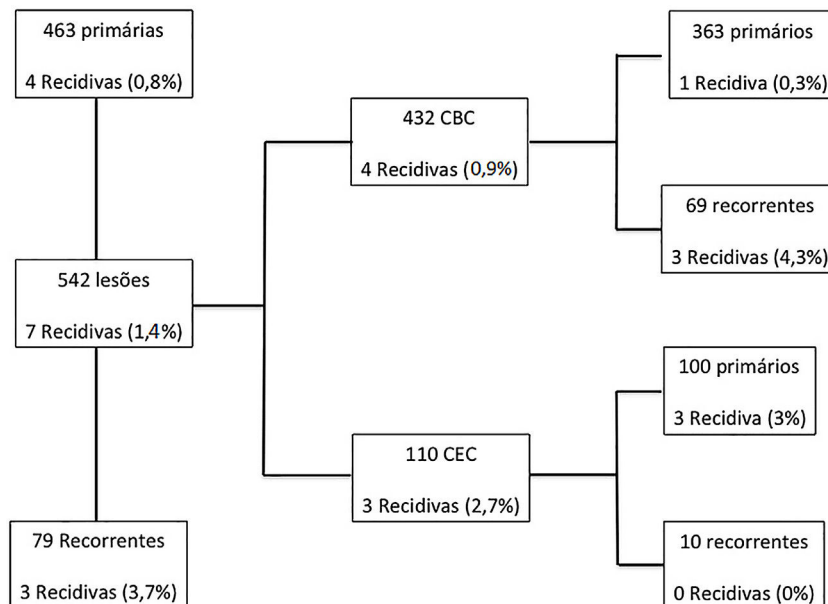 463 primárias
4 Recidivas (0,8%)
542 lesões
7 Recidivas (1,4%)
79 Recorrentes
3 Recidivas (3,7%)
432 CBC
4 Recidivas (0,9%)
110 CEC
3 Recidivas (2,7%)
363 primários
1 Recidiva (0,3%)
69 recorrentes
3 Recidivas (4,3%)
100 primários
3 Recidiva (3%)
10 recorrentes
0 Recidivas (0%)